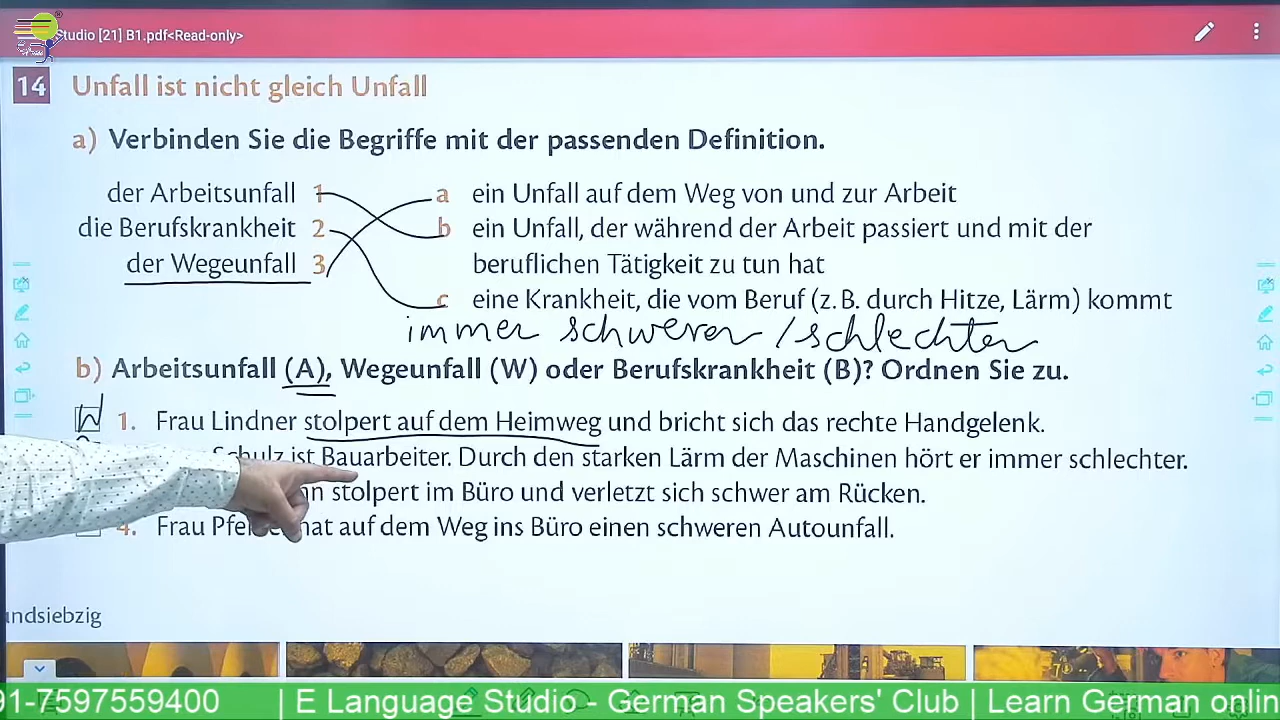 Studio [21] B1.pdf<Read-only>
14 Unfall ist nicht gleich Unfall
a) Verbinden Sie die Begriffe mit der passenden Definition.
der Arbeitsunfall 1 a ein Unfall auf dem Weg von und zur Arbeit
die Berufskrankheit 2 b ein Unfall, der während der Arbeit passiert und mit der
der Wegeunfall 3 beruflichen Tätigkeit zu tun hat
c eine Krankheit, die vom Beruf (z. B. durch Hitze, Lärm) kommt
immer schwerer / schlechter
b) Arbeitsunfall (A), Wegeunfall (W) oder Berufskrankheit (B)? Ordnen Sie zu.
W 1. Frau Lindner stolpert auf dem Heimweg und bricht sich das rechte Handgelenk.
Schulz ist Bauarbeiter. Durch den starken Lärm der Maschinen hört er immer schlechter.
stolpert im Büro und verletzt sich schwer am Rücken.
4. Frau hat auf dem Weg ins Büro einen schweren Autounfall.
undsiebzig
91-7597559400 | E Language Studio - German Speakers' Club | Learn German onlin